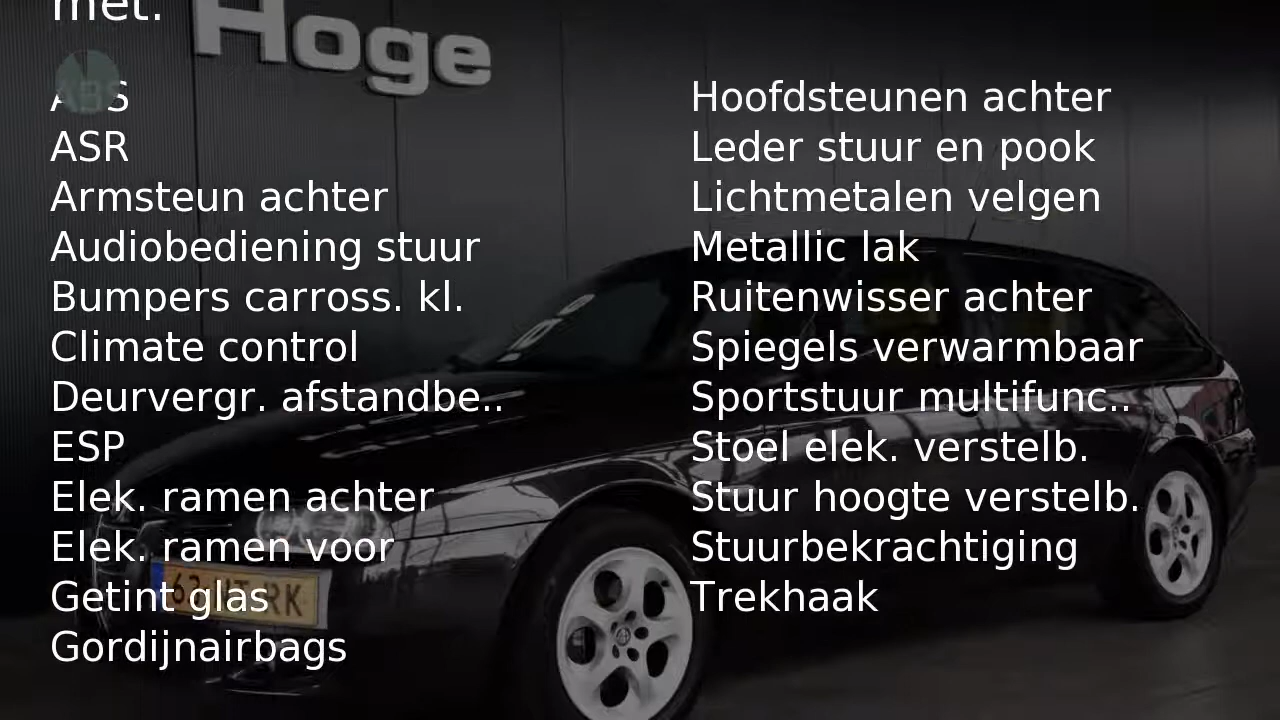 met.
Hoge
ABS
ASR
Armsteun achter
Audiobediening stuur
Bumpers carross. kl.
Climate control
Deurvergr. afstandbe..
ESP
Elek. ramen achter
Elek. ramen voor
Getint glas
Gordijnairbags
Hoofdsteunen achter
Leder stuur en pook
Lichtmetalen velgen
Metallic lak
Ruitenwisser achter
Spiegels verwarmbaar
Sportstuur multifunc..
Stoel elek. verstelb.
Stuur hoogte verstelb.
Stuurbekrachtiging
Trekhaak